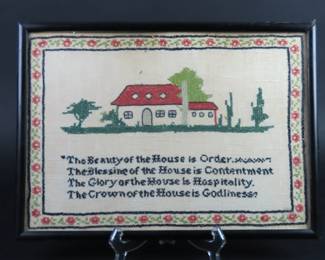 "The Beauty of the House is Order.
The Blessing of the House is Contentment
The Glory of the House is Hospitality.
The Crown of the House is Godliness"